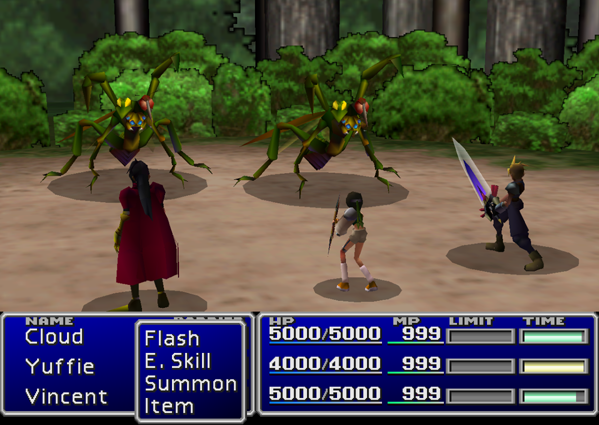 NAME BARRIER HP MP LIMIT TIME
Cloud 5000/5000 999
Yuffie 4000/4000 999
Vincent 5000/5000 999
Flash
E. Skill
Summon
Item